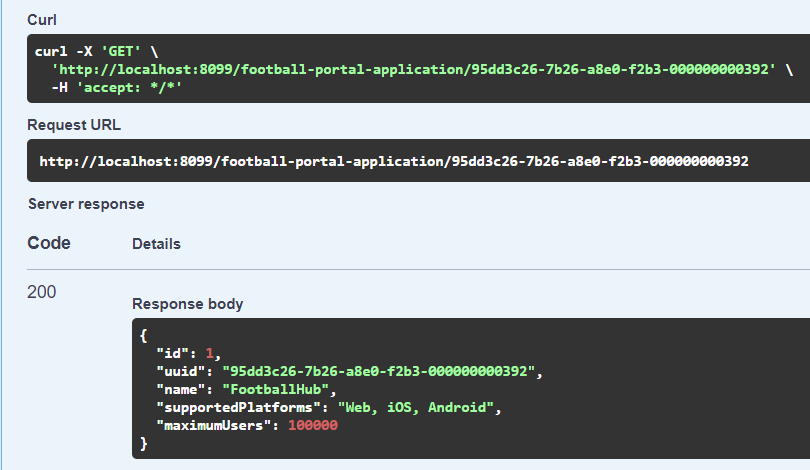 Curl
curl -X 'GET' \
'http://localhost:8099/football-portal-application/95dd3c26-7b26-a8e0-f2b3-000000000392' \
-H 'accept: */*'
Request URL
http://localhost:8099/football-portal-application/95dd3c26-7b26-a8e0-f2b3-000000000392
Server response
Code Details
200
Response body
{
"id": 1,
"uuid": "95dd3c26-7b26-a8e0-f2b3-000000000392",
"name": "FootballHub",
"supportedPlatforms": "Web, iOS, Android",
"maximumUsers": 100000
}